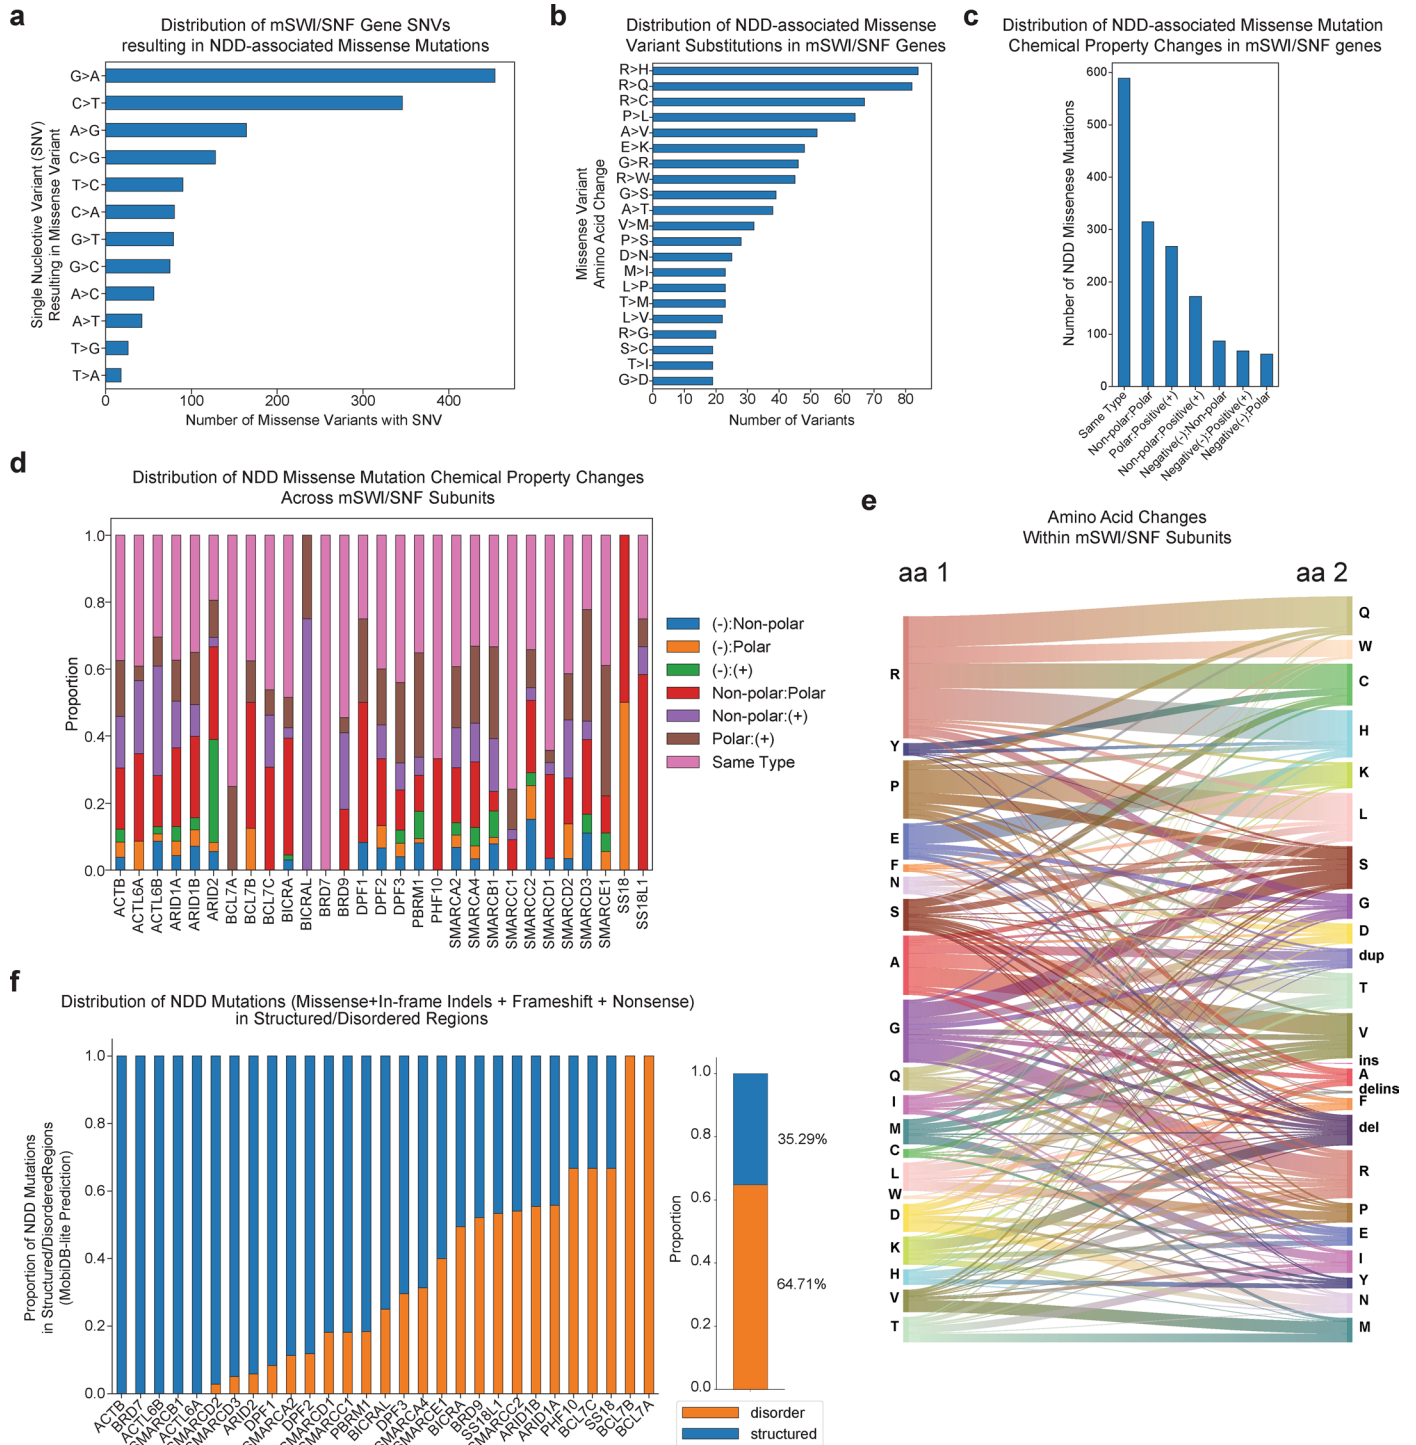 a
Distribution of mSWI/SNF Gene SNVs
resulting in NDD-associated Missense Mutations
Single Nucleotive Variant (SNV)
Resulting in Missense Variant
G>A
C>T
A>G
C>G
T>C
C>A
G>T
G>C
A>C
A>T
T>G
T>A
0 100 200 300 400
Number of Missense Variants with SNV
b
Distribution of NDD-associated Missense
Variant Substitutions in mSWI/SNF Genes
Missense Variant
Amino Acid Change
R>H
R>Q
R>C
P>L
A>V
E>K
G>R
R>W
G>S
A>T
V>M
P>S
D>N
M>I
L>P
T>M
L>V
R>G
S>C
T>I
G>D
0 10 20 30 40 50 60 70 80
Number of Variants
c
Distribution of NDD-associated Missense Mutation
Chemical Property Changes in mSWI/SNF genes
Number of NDD Missenese Mutations
600
500
400
300
200
100
0
Same Type
Non-polar:Polar
Polar:Positive(+)
Non-polar:Positive(+)
Negative(-):Non-polar
Negative(-):Positive(+)
Negative(-):Polar
d
Distribution of NDD Missense Mutation Chemical Property Changes
Across mSWI/SNF Subunits
Proportion
1.0
0.8
0.6
0.4
0.2
0.0
ACTB
ACTL6A
ACTL6B
ARID1A
ARID1B
ARID2
BCL7A
BCL7B
BCL7C
BICRA
BICRAL
BRD7
BRD9
DPF1
DPF2
DPF3
PBRM1
PHF10
SMARCA2
SMARCA4
SMARCB1
SMARCC1
SMARCC2
SMARCD1
SMARCD2
SMARCD3
SMARCE1
SS18
SS18L1
(-):Non-polar
(-):Polar
(-):(+)
Non-polar:Polar
Non-polar:(+)
Polar:(+)
Same Type
e
Amino Acid Changes
Within mSWI/SNF Subunits
aa 1
aa 2
R
Y
P
E
F
N
S
A
G
Q
I
M
C
L
W
D
K
H
V
T
Q
W
C
H
K
L
S
G
D
dup
T
V
ins
A
delins
F
del
R
P
E
I
Y
N
M
f
Distribution of NDD Mutations (Missense+In-frame Indels + Frameshift + Nonsense)
in Structured/Disordered Regions
Proportion of NDD Mutations
in Structured/DisorderedRegions
(MobiDB-lite Prediction)
1.0
0.8
0.6
0.4
0.2
0.0
ACTB
BRD7
ACTL6B
SMARCB1
ACTL6A
SMARCD2
SMARCD3
ARID2
DPF1
SMARCA2
DPF2
SMARCD1
SMARCC1
PBRM1
BICRAL
DPF3
SMARCA4
SMARCE1
BICRA
BRD9
SS18L1
SMARCC2
ARID1B
ARID1A
PHF10
BCL7C
SS18
BCL7B
BCL7A
Proportion
1.0
0.8
0.6
0.4
0.2
0.0
35.29%
64.71%
disorder
structured